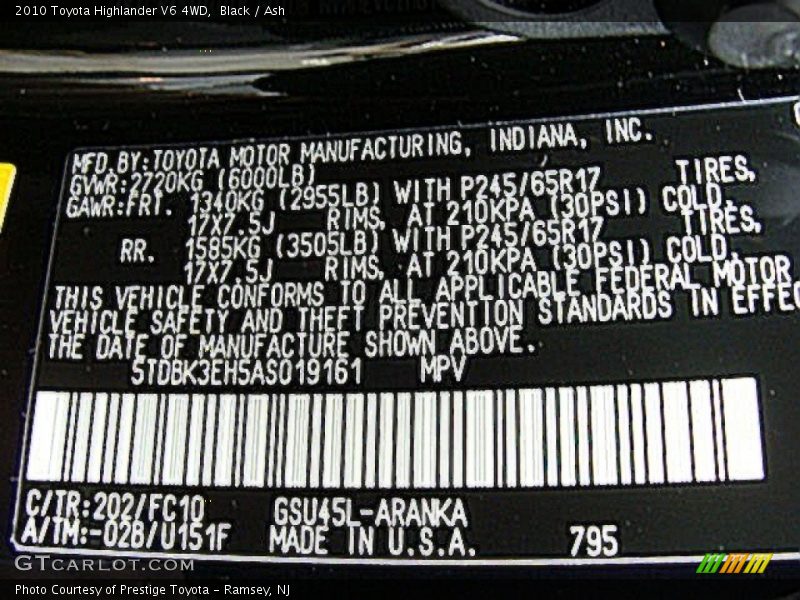 2010 Toyota Highlander V6 4WD, Black / Ash
MFD.BY:TOYOTA MOTOR MANUFACTURING, INDIANA, INC.
GVWR:2720KG (6000LB)
GAWR:FRT. 1340KG (2955LB) WITH P245/65R17 TIRES,
17X7.5J RIMS, AT 210KPA (30PSI) COLD.
RR. 1585KG (3505LB) WITH P245/65R17 TIRES,
17X7.5J RIMS, AT 210KPA (30PSI) COLD.
THIS VEHICLE CONFORMS TO ALL APPLICABLE FEDERAL MOTOR
VEHICLE SAFETY AND THEFT PREVENTION STANDARDS IN EFFEC
THE DATE OF MANUFACTURE SHOWN ABOVE.
5TDBK3EH5AS019161 MPV
C/TR:202/FC10 GSU45L-ARANKA
A/TM:-02B/U151F MADE IN U.S.A. 795
GTCarlot.com
Photo Courtesy of Prestige Toyota - Ramsey, NJ